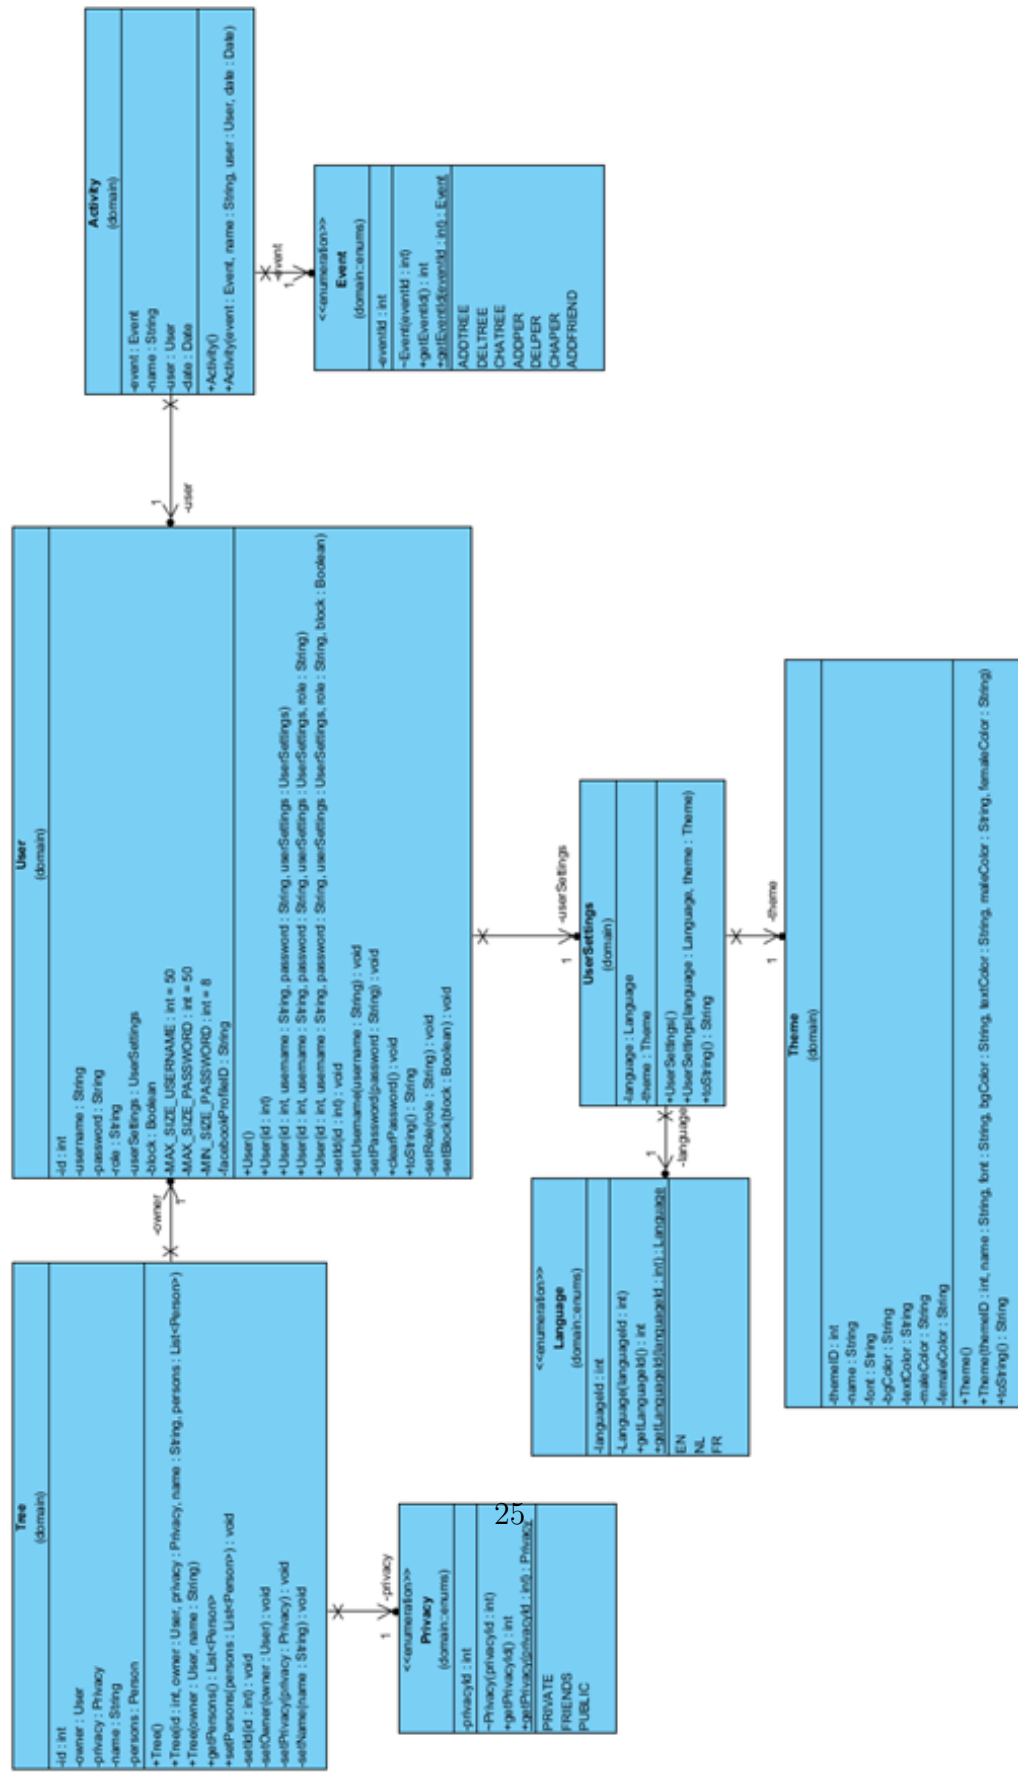 Tree
(domain)
-id : int
-owner : User
-privacy : Privacy
-name : String
-persons : Person
+Tree()
+Tree(id : int, owner : User, privacy : Privacy, name : String, persons : List<Person>)
+Tree(owner : User, name : String)
+getPersons() : List<Person>
+setPersons(persons : List<Person>) : void
-setId(id : int) : void
-setOwner(owner : User) : void
-setPrivacy(privacy : Privacy) : void
-setName(name : String) : void
-owner
1
User
(domain)
-id : int
-username : String
-password : String
-role : String
-userSettings : UserSettings
-block : Boolean
-MAX_SIZE_USERNAME : int = 50
-MAX_SIZE_PASSWORD : int = 50
-MIN_SIZE_PASSWORD : int = 8
-facebookProfileID : String
+User()
+User(id : int)
+User(id : int, username : String, password : String, userSettings : UserSettings)
+User(id : int, username : String, password : String, userSettings : UserSettings, role : String)
+User(id : int, username : String, password : String, userSettings : UserSettings, role : String, block : Boolean)
-setId(id : int) : void
-setUsername(username : String) : void
-setPassword(password : String) : void
+clearPassword() : void
+toString() : String
-setRole(role : String) : void
-setBlock(block : Boolean) : void
1
-user
Activity
(domain)
-event : Event
-name : String
-user : User
-date : Date
+Activity()
+Activity(event : Event, name : String, user : User, date : Date)
1
-privacy
<<enumeration>>
Privacy
(domain::enums)
-privacyId : int
~Privacy(privacyId : int)
+getPrivacyId() : int
+getPrivacy(privacyId : int) : Privacy
PRIVATE
FRIENDS
PUBLIC
<<enumeration>>
Language
(domain::enums)
-languageId : int
-Language(languageId : int)
+getLanguageId() : int
+getLanguageId(languageId : int) : Language
EN
NL
FR
1
-language
1
-userSettings
UserSettings
(domain)
-language : Language
-theme : Theme
+UserSettings()
+UserSettings(language : Language, theme : Theme)
+toString() : String
1
-event
<<enumeration>>
Event
(domain::enums)
-eventId : int
~Event(eventId : int)
+getEventId() : int
+getEventId(eventId : int) : Event
ADDTREE
DELTREE
CHATREE
ADDPER
DELPER
CHAPER
ADDFRIEND
1
-theme
Theme
(domain)
-themeID : int
-name : String
-font : String
-bgColor : String
-textColor : String
-maleColor : String
-femaleColor : String
+Theme()
+Theme(themeID : int, name : String, font : String, bgColor : String, textColor : String, maleColor : String, femaleColor : String)
+toString() : String
25